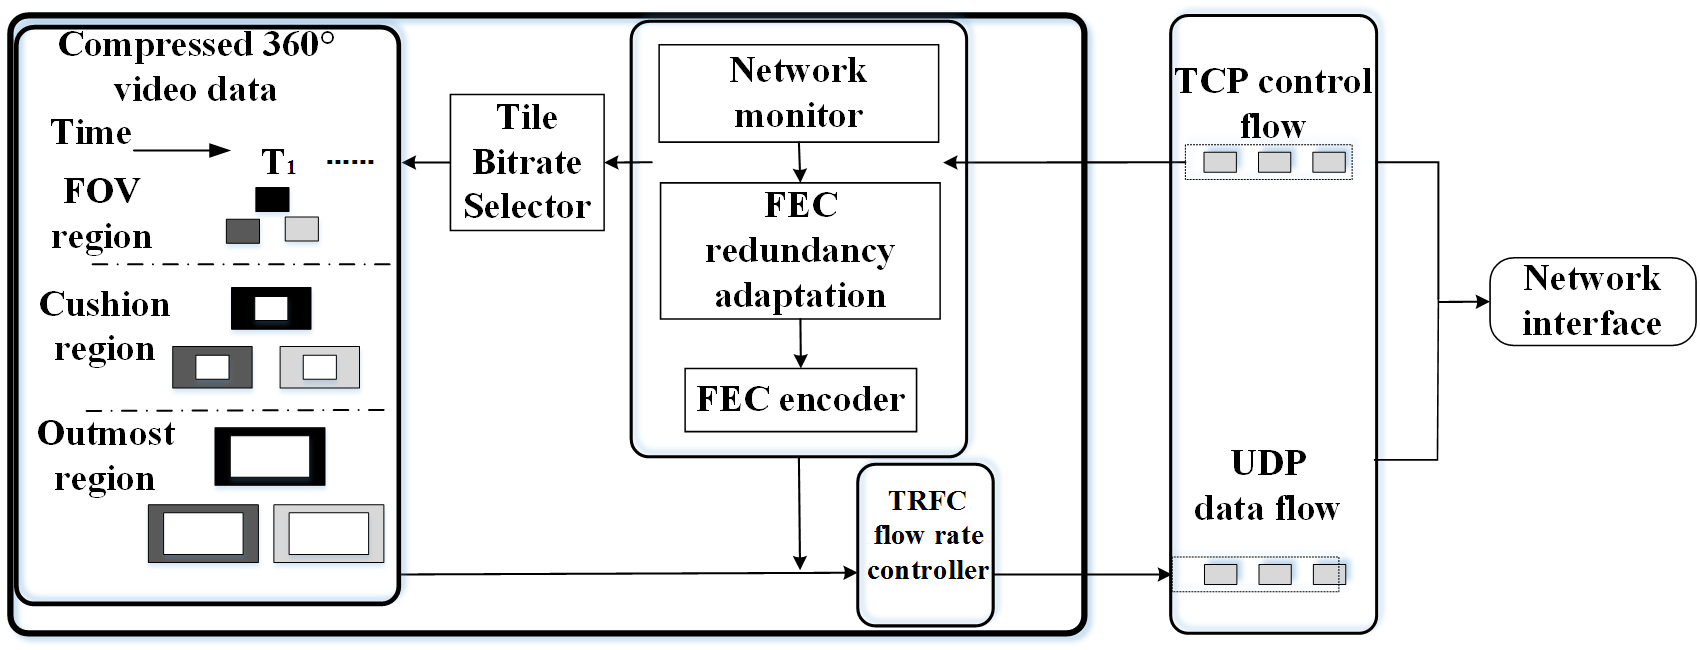 Compressed 360°
video data
Time
T1 ......
FOV
region
Cushion
region
Outmost
region
Tile
Bitrate
Selector
Network
monitor
FEC
redundancy
adaptation
FEC encoder
TRFC
flow rate
controller
TCP control
flow
UDP
data flow
Network
interface